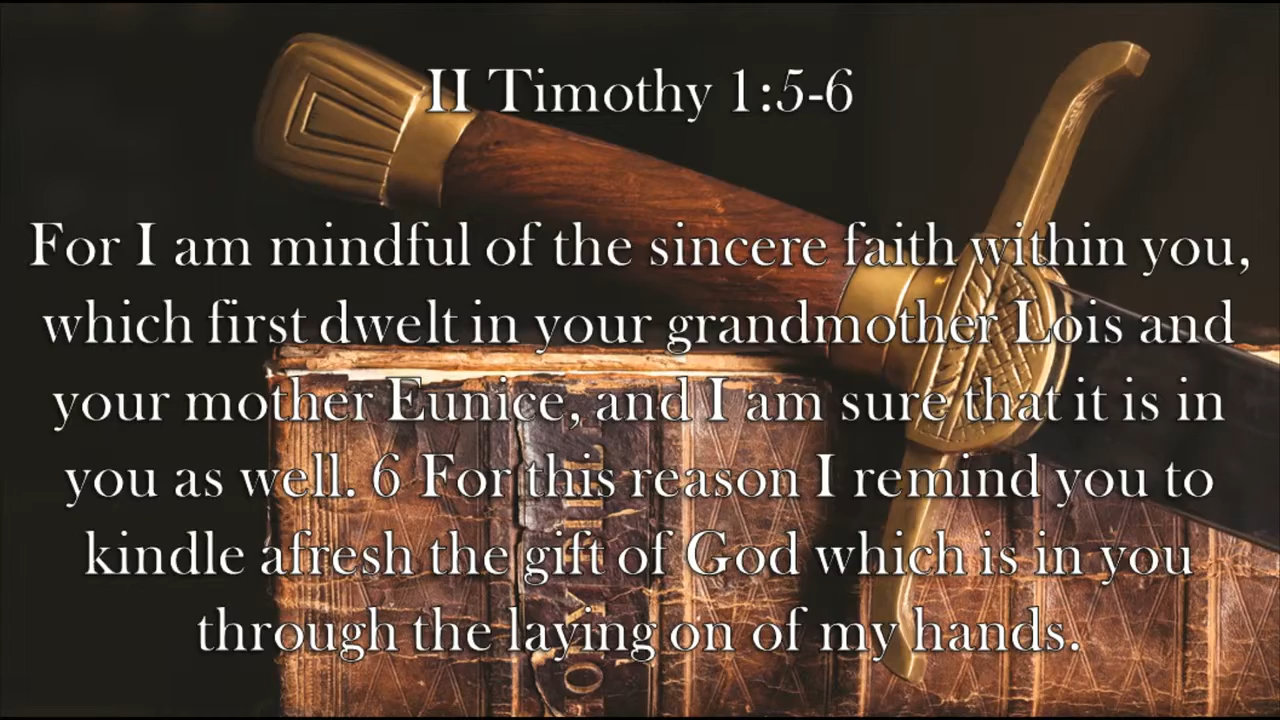 II Timothy 1:5-6
For I am mindful of the sincere faith within you,
which first dwelt in your grandmother Lois and
your mother Eunice, and I am sure that it is in
you as well. 6 For this reason I remind you to
kindle afresh the gift of God which is in you
through the laying on of my hands.